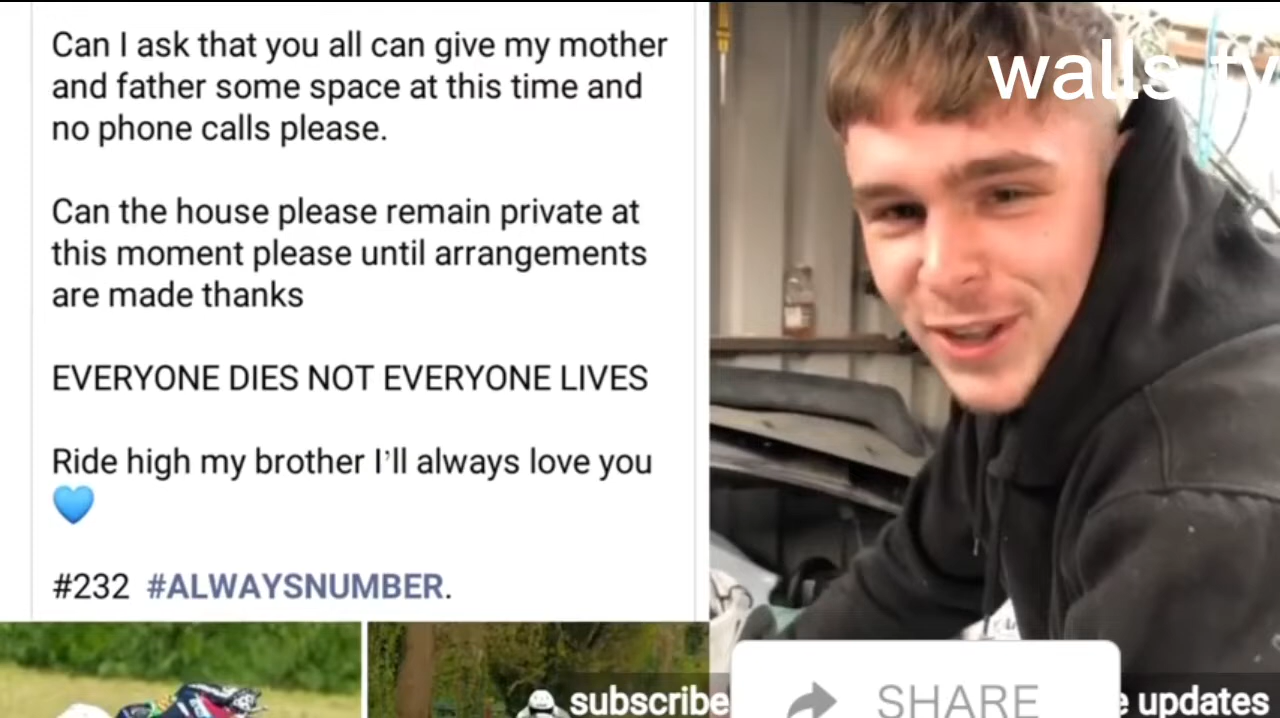 Can I ask that you all can give my mother
and father some space at this time and
no phone calls please.
Can the house please remain private at
this moment please until arrangements
are made thanks
EVERYONE DIES NOT EVERYONE LIVES
Ride high my brother I'll always love you
💙
#232 #ALWAYSNUMBER.
walls tv
subscribe
SHARE
e updates